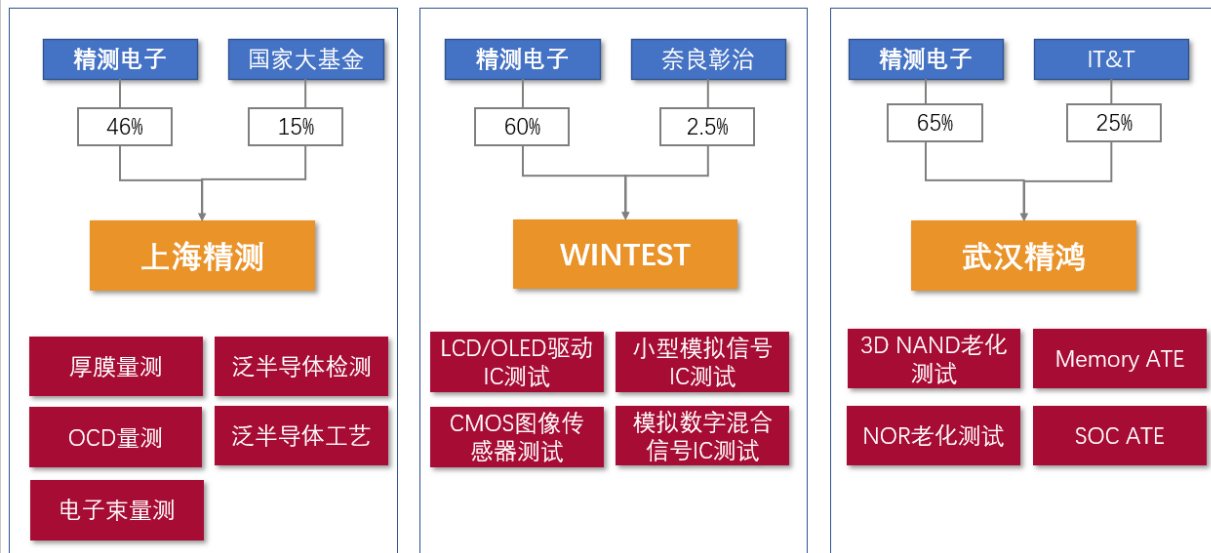 精测电子
国家大基金
46%
15%
上海精测
厚膜量测
泛半导体检测
OCD量测
泛半导体工艺
电子束量测
精测电子
奈良彰治
60%
2.5%
WINTEST
LCD/OLED驱动
IC测试
小型模拟信号
IC测试
CMOS图像传
感器测试
模拟数字混合
信号IC测试
精测电子
IT&T
65%
25%
武汉精鸿
3D NAND老化
测试
Memory ATE
NOR老化测试
SOC ATE